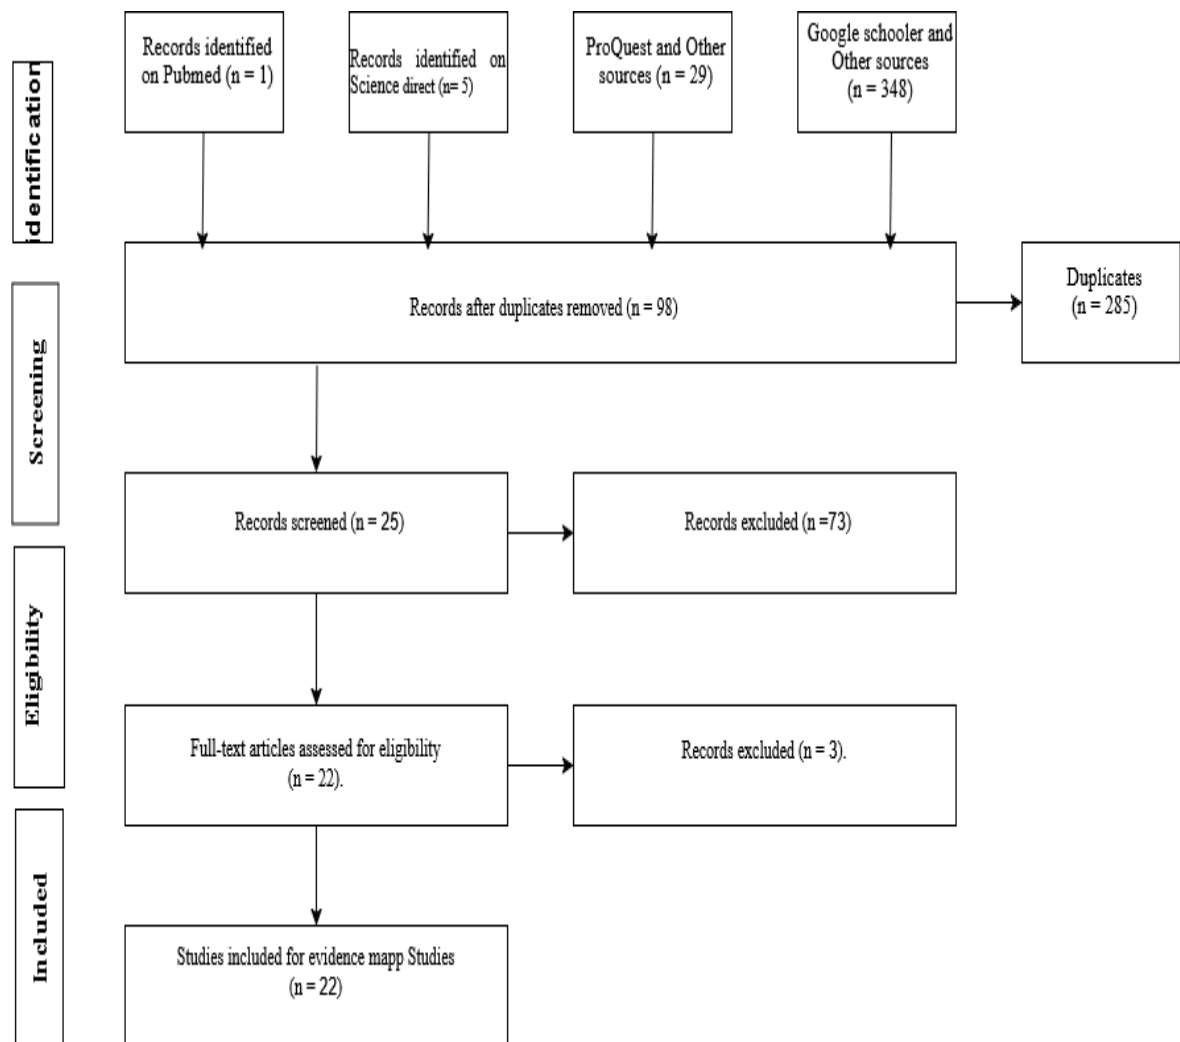 Records identified
on Pubmed (n = 1)
Records identified on
Science direct (n= 5)
ProQuest and Other
sources (n = 29)
Google schooler and
Other sources
(n = 348)
identification
Records after duplicates removed (n = 98)
Duplicates
(n = 285)
Screening
Records screened (n = 25)
Records excluded (n =73)
Eligibility
Full-text articles assessed for eligibility
(n = 22).
Records excluded (n = 3).
Included
Studies included for evidence mapp Studies
(n = 22)